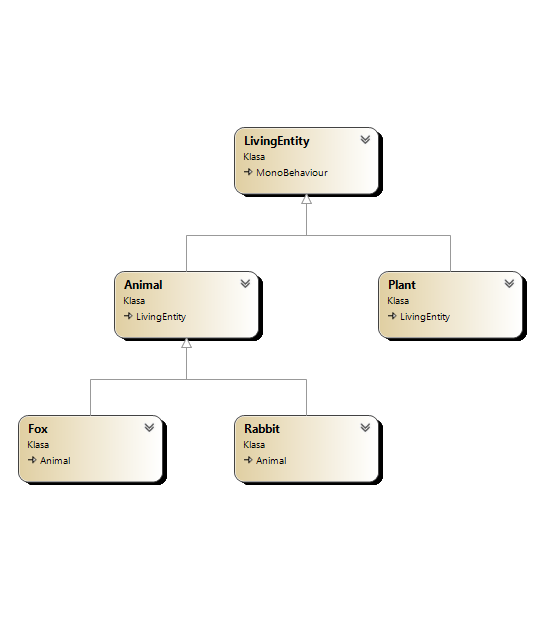 LivingEntity
Klasa
MonoBehaviour
Animal
Klasa
LivingEntity
Plant
Klasa
LivingEntity
Fox
Klasa
Animal
Rabbit
Klasa
Animal